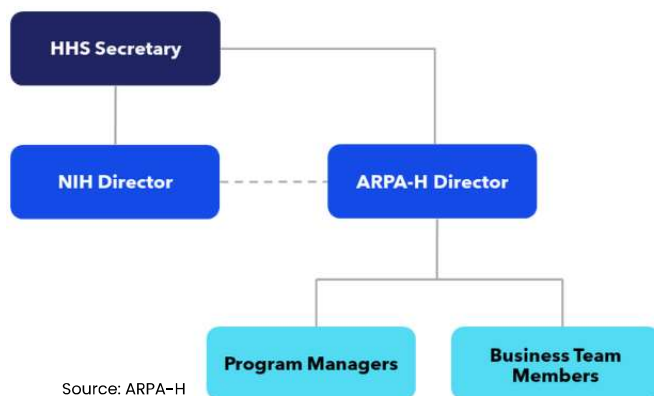 HHS Secretary
NIH Director
ARPA-H Director
Program Managers
Business Team
Members
Source: ARPA-H